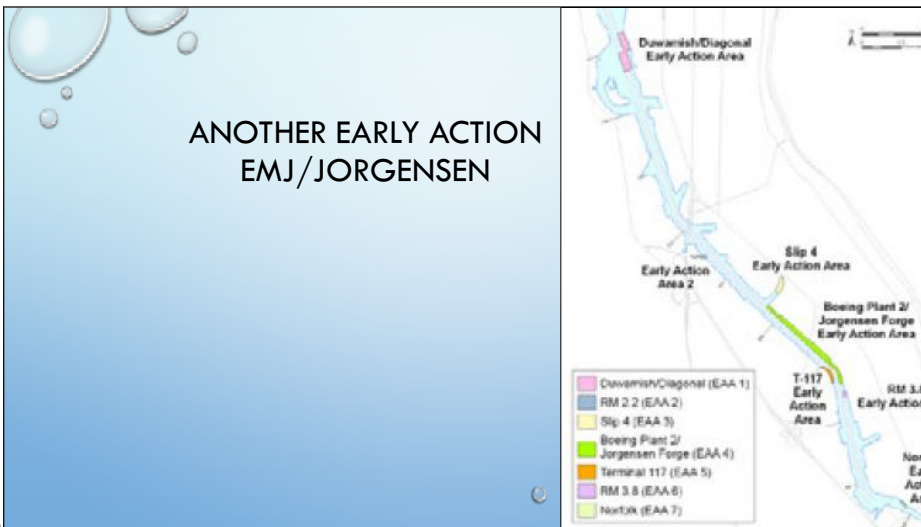 ANOTHER EARLY ACTION
EMJ/JORGENSEN
Duwamish/Diagonal
Early Action Area
Slip 4
Early Action Area
Early Action
Area 2
Boeing Plant 2/
Jorgensen Forge
Early Action Area
T-117
Early
Action
Area
RM 3.8
Early Action
Duwamish/Diagonal (EAA 1)
RM 2.2 (EAA 2)
Slip 4 (EAA 3)
Boeing Plant 2/
Jorgensen Forge (EAA 4)
Terminal 117 (EAA 5)
RM 3.8 (EAA 6)
Norfolk (EAA 7)